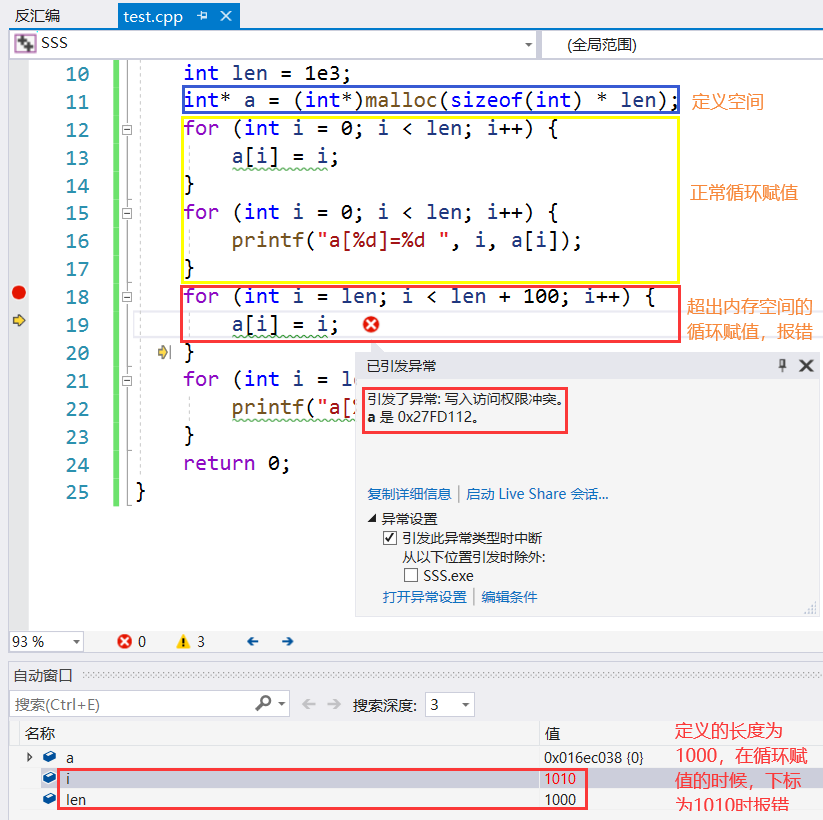 反汇编
test.cpp
SSS
(全局范围)
10 int len = 1e3;
11 int* a = (int*)malloc(sizeof(int) * len);
定义空间
12 for (int i = 0; i < len; i++) {
13 a[i] = i;
14 }
正常循环赋值
15 for (int i = 0; i < len; i++) {
16 printf("a[%d]=%d ", i, a[i]);
17 }
18 for (int i = len; i < len + 100; i++) {
超出内存空间的
19 a[i] = i;
循环赋值，报错
20 }
21 for (int i = le
22 printf("a[%
23 }
24 return 0;
25 }
已引发异常
引发了异常: 写入访问权限冲突。
a 是 0x27FD112。
复制详细信息 | 启动 Live Share 会话...
异常设置
引发此异常类型时中断
从以下位置引发时除外:
SSS.exe
打开异常设置 | 编辑条件
93 %
0
3
自动窗口
搜索(Ctrl+E)
搜索深度: 3
名称
值
a 0x016ec038 {0}
i 1010
len 1000
定义的长度为
1000，在循环赋
值的时候，下标
为1010时报错